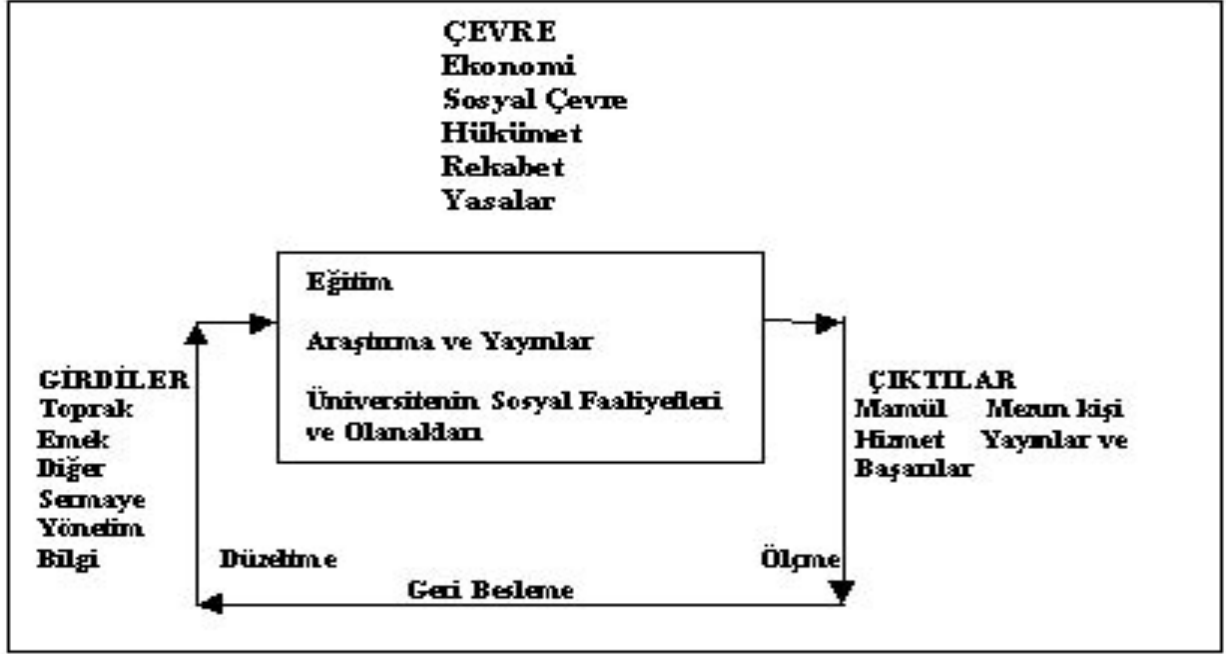 ÇEVRE
Ekonomi
Sosyal Çevre
Hükümet
Rekabet
Yasalar
Eğitim
Araştırma ve Yayınlar
Üniversitenin Sosyal Faaliyetleri
ve Olanakları
GİRDİLER
Toprak
Emek
Diğer
Sermaye
Yönetim
Bilgi
ÇIKTILAR
Mamül Mezun kişi
Hizmet Yayınlar ve
Başarılar
Düzeltme
Ölçme
Geri Besleme